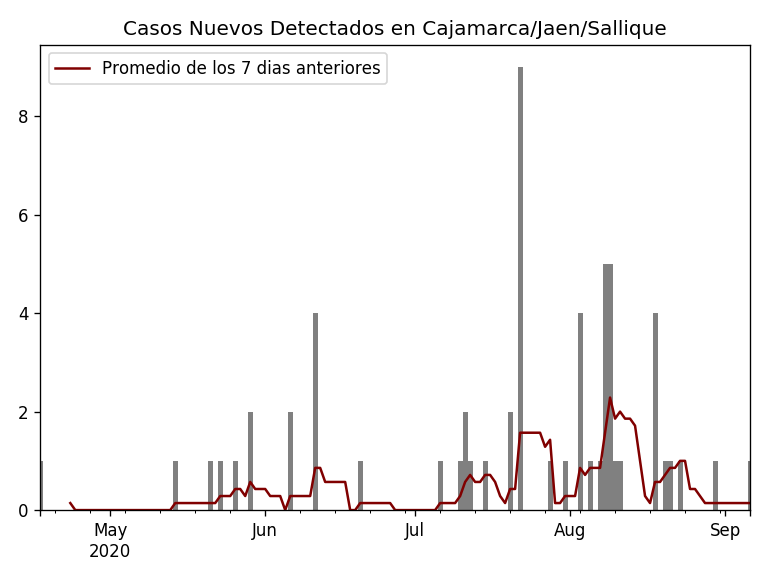 Casos Nuevos Detectados en Cajamarca/Jaen/Sallique
Promedio de los 7 dias anteriores
8
6
4
2
0
May Jun Jul Aug Sep
2020